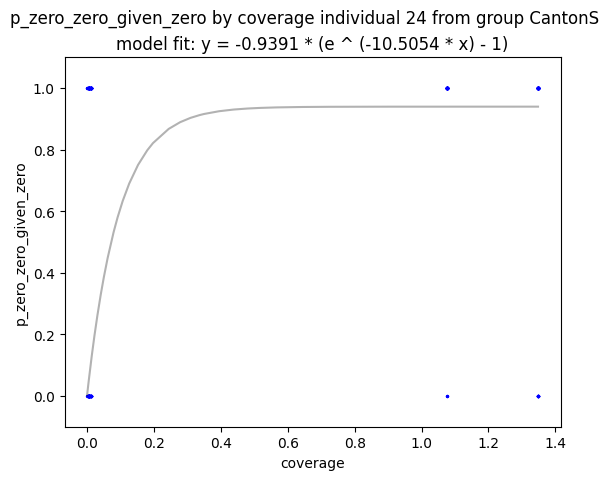 p_zero_zero_given_zero by coverage individual 24 from group CantonS
model fit: y = -0.9391 * (e ^ (-10.5054 * x) - 1)
1.0
0.8
0.6
0.4
0.2
0.0
p_zero_zero_given_zero
0.0 0.2 0.4 0.6 0.8 1.0 1.2 1.4
coverage